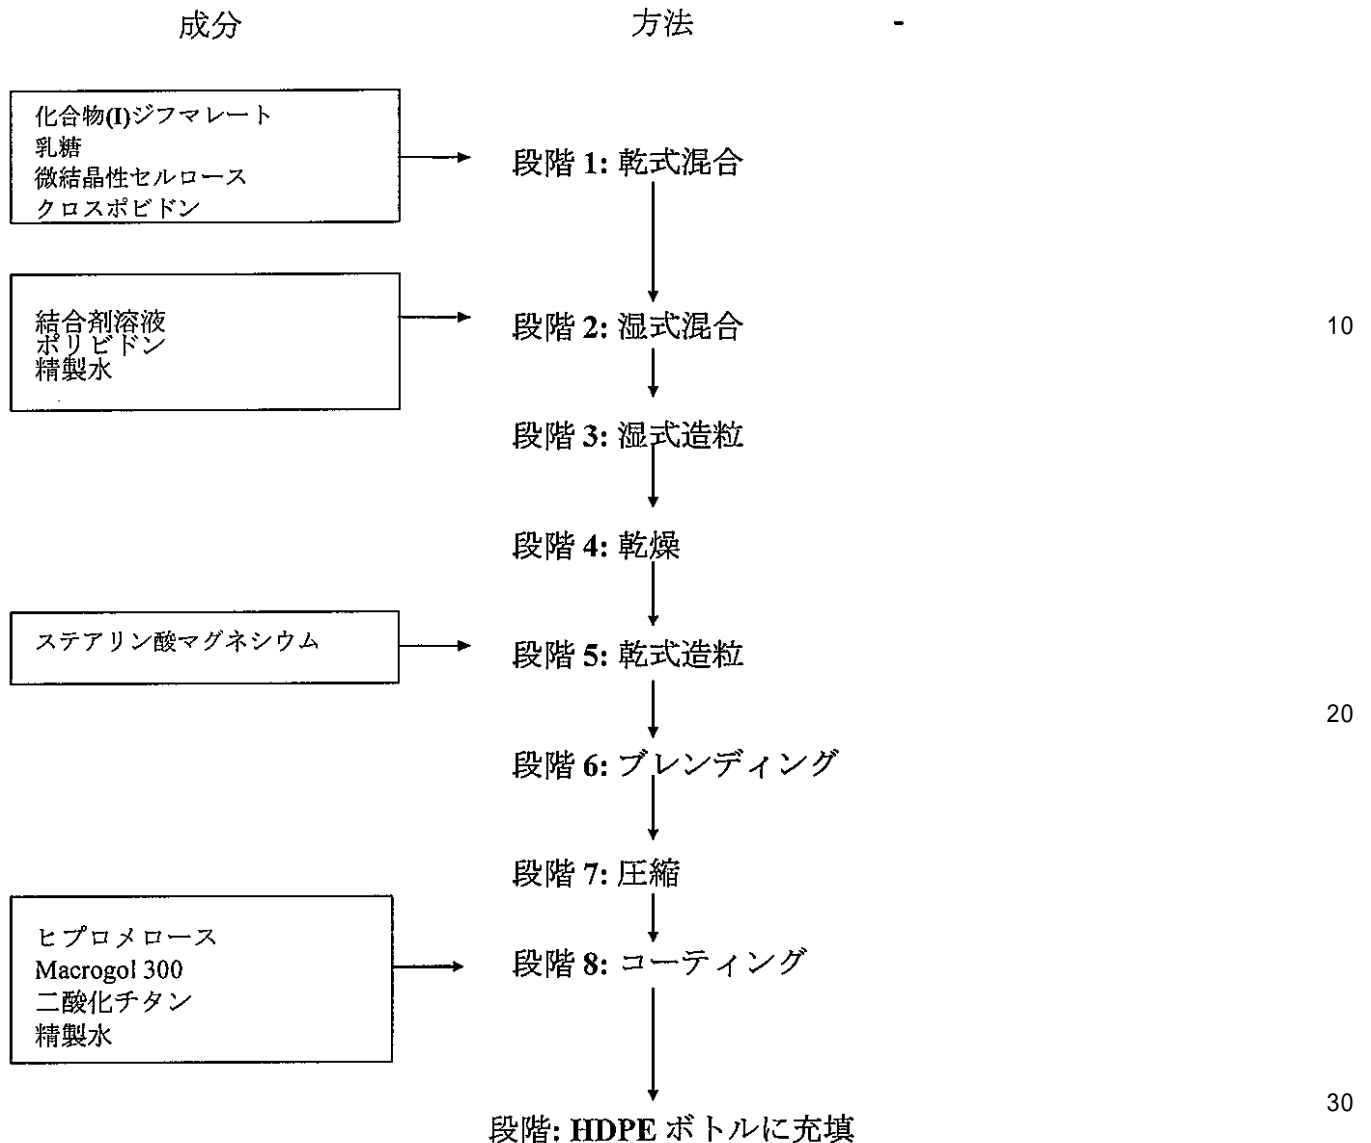 成分
方法
-
化合物(I)ジフマレート
乳糖
微結晶性セルロース
クロスポビドン
段階 1: 乾式混合
結合剤溶液
ポリビドン
精製水
段階 2: 湿式混合
10
段階 3: 湿式造粒
段階 4: 乾燥
ステアリン酸マグネシウム
段階 5: 乾式造粒
20
段階 6: ブレンディング
段階 7: 圧縮
ヒプロメロース
Macrogol 300
二酸化チタン
精製水
段階 8: コーティング
30
段階: HDPE ボトルに充填